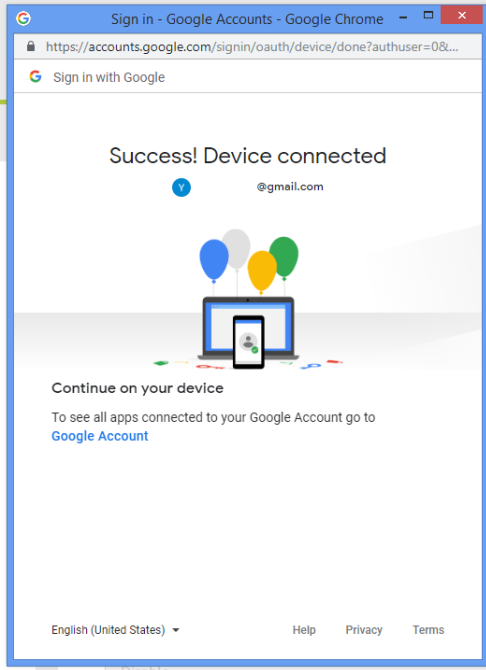 Sign in - Google Accounts - Google Chrome
https://accounts.google.com/signin/oauth/device/done?authuser=0&...
Sign in with Google
Success! Device connected
Y @gmail.com
Continue on your device
To see all apps connected to your Google Account go to
Google Account
English (United States)
Help Privacy Terms